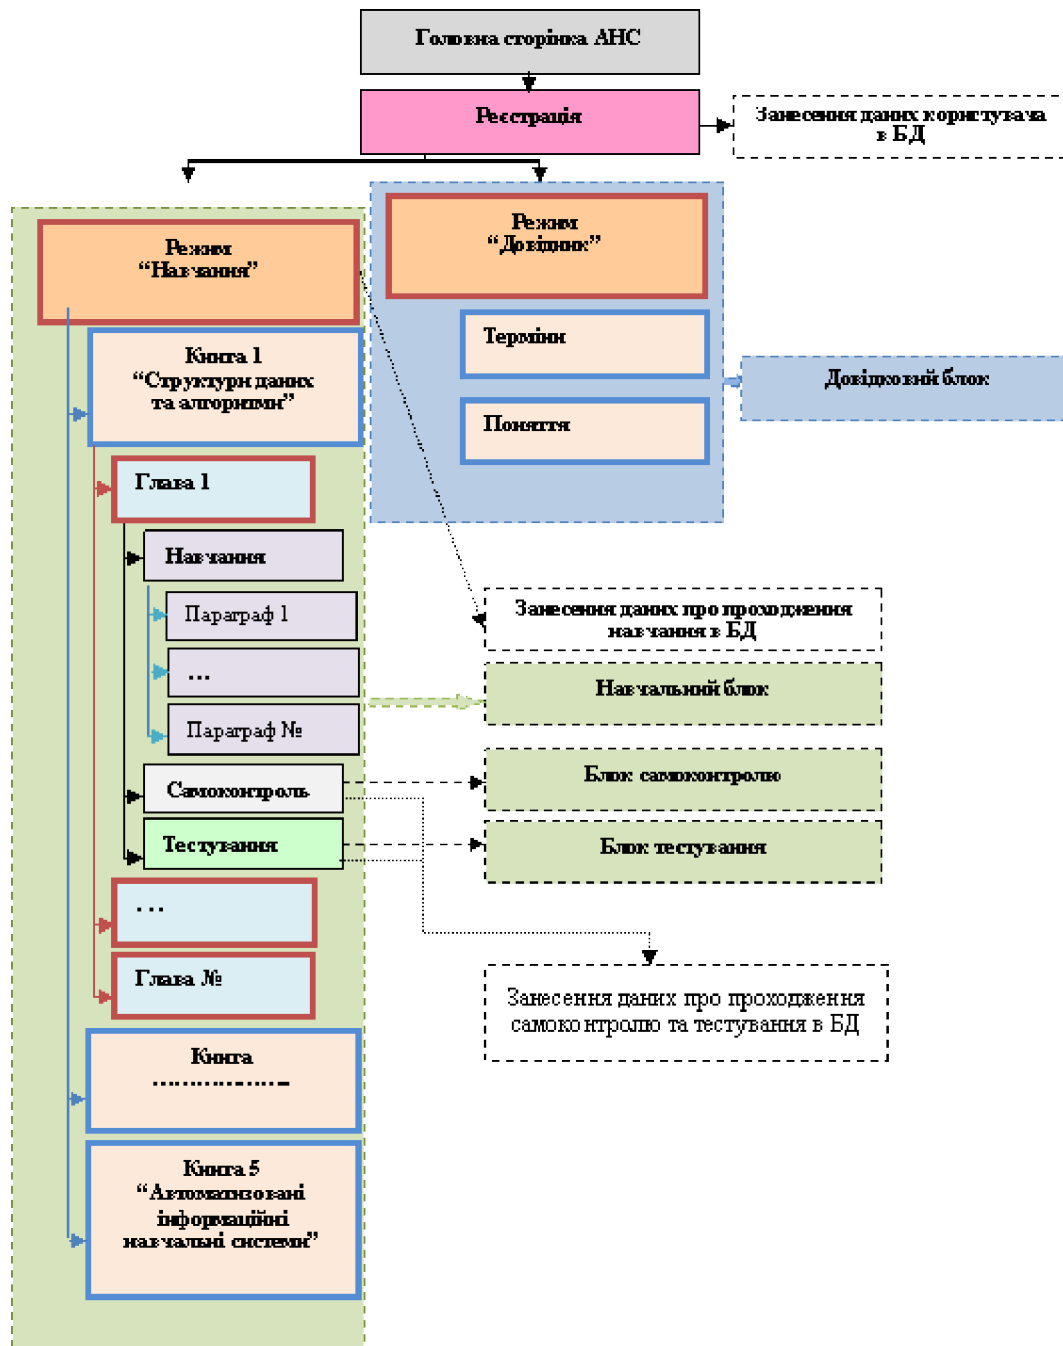 Головна сторінка АНС
Реєстрація
Занесення даних користувача
в БД
Режим
“Навчання”
Режим
“Довідник”
Терміни
Поняття
Довідковий блок
Книга 1
“Структури даних
та алгоритми”
Глава 1
Навчання
Параграф 1
...
Параграф №
Самоконтроль
Тестування
...
Глава №
Занесення даних про проходження
навчання в БД
Навчальний блок
Блок самоконтролю
Блок тестування
Занесення даних про проходження
самоконтролю та тестування в БД
Книга
....................
Книга 5
“Автоматизовані
інформаційні
навчальні системи”